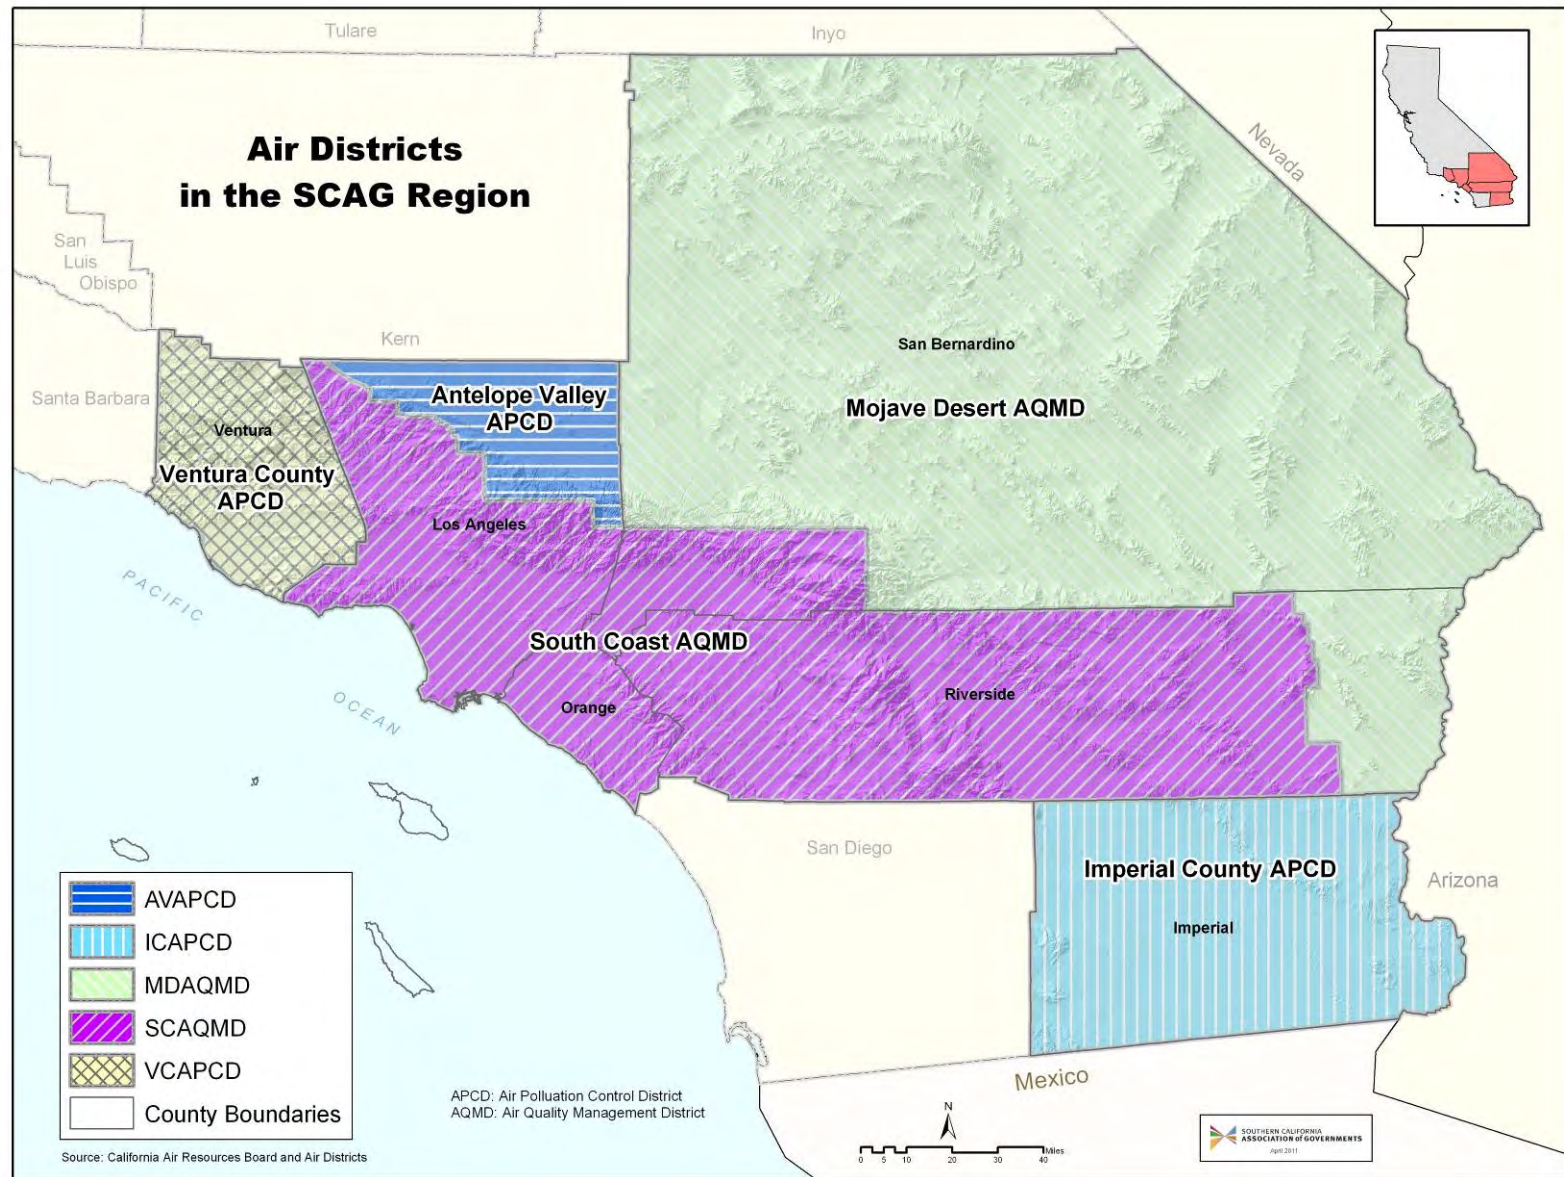 Tulare
Inyo
Air Districts
in the SCAG Region
Nevada
San
Luis
Obispo
Kern
San Bernardino
Santa Barbara
Antelope Valley
APCD
Mojave Desert AQMD
Ventura
Ventura County
APCD
Los Angeles
PACIFIC
OCEAN
South Coast AQMD
Orange
Riverside
San Diego
Imperial County APCD
Imperial
Arizona
Mexico
AVAPCD
ICAPCD
MDAQMD
SCAQMD
VCAPCD
County Boundaries
APCD: Air Polluation Control District
AQMD: Air Quality Management District
Source: California Air Resources Board and Air Districts
N
0 5 10 20 30 40 Miles
SOUTHERN CALIFORNIA
ASSOCIATION of GOVERNMENTS
April 2011